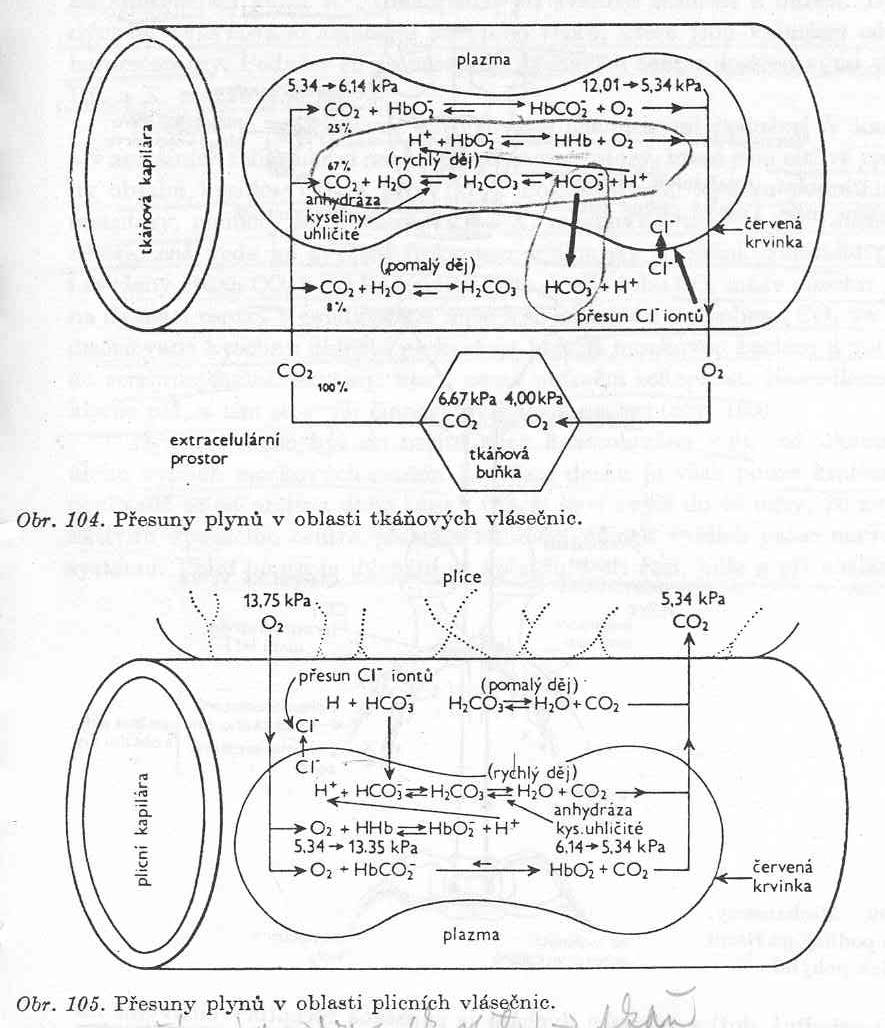 plazma
5,34→6,14 kPa 12,01→5,34 kPa
CO₂ + HbO₂⁻ ⇌ HbCO₂⁻ + O₂
25%
H⁺ + HbO₂⁻ ⇌ HHb + O₂
(rychlý děj)
67%
CO₂ + H₂O ⇌ H₂CO₃ ⇌ HCO₃⁻ + H⁺
anhydráza
kyseliny
uhličité
tkáňová kapilára
Cl⁻
červená
krvinka
Cl⁻
(pomalý děj)
CO₂ + H₂O ⇌ H₂CO₃ HCO₃⁻ + H⁺
8%
přesun Cl⁻ iontů
CO₂
100%
O₂
6,67 kPa 4,00 kPa
CO₂ O₂
tkáňová
buňka
extracelulární
prostor
Obr. 104. Přesuny plynů v oblasti tkáňových vlásečnic.
plíce
13,75 kPa
O₂
5,34 kPa
CO₂
přesun Cl⁻ iontů
(pomalý děj)
H + HCO₃⁻ H₂CO₃ ⇌ H₂O + CO₂
Cl⁻
Cl⁻
(rychlý děj)
H⁺ + HCO₃⁻ ⇌ H₂CO₃ ⇌ H₂O + CO₂
anhydráza
kys.uhličité
O₂ + HHb ⇌ HbO₂⁻ + H⁺
5,34→13,35 kPa 6,14→5,34 kPa
O₂ + HbCO₂⁻ ⇌ HbO₂⁻ + CO₂
plicní kapilára
červená
krvinka
plazma
Obr. 105. Přesuny plynů v oblasti plicních vlásečnic.